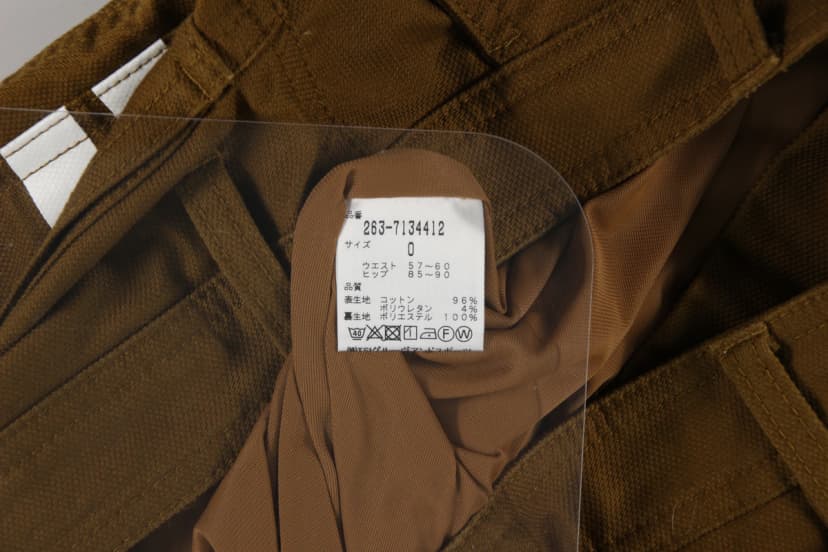 品番
263-7134412
サイズ
0
ウエスト 57~60
ヒップ 85~90
品質
表生地 コットン 96%
ポリウレタン 4%
裏生地 ポリエステル 100%
40 F W